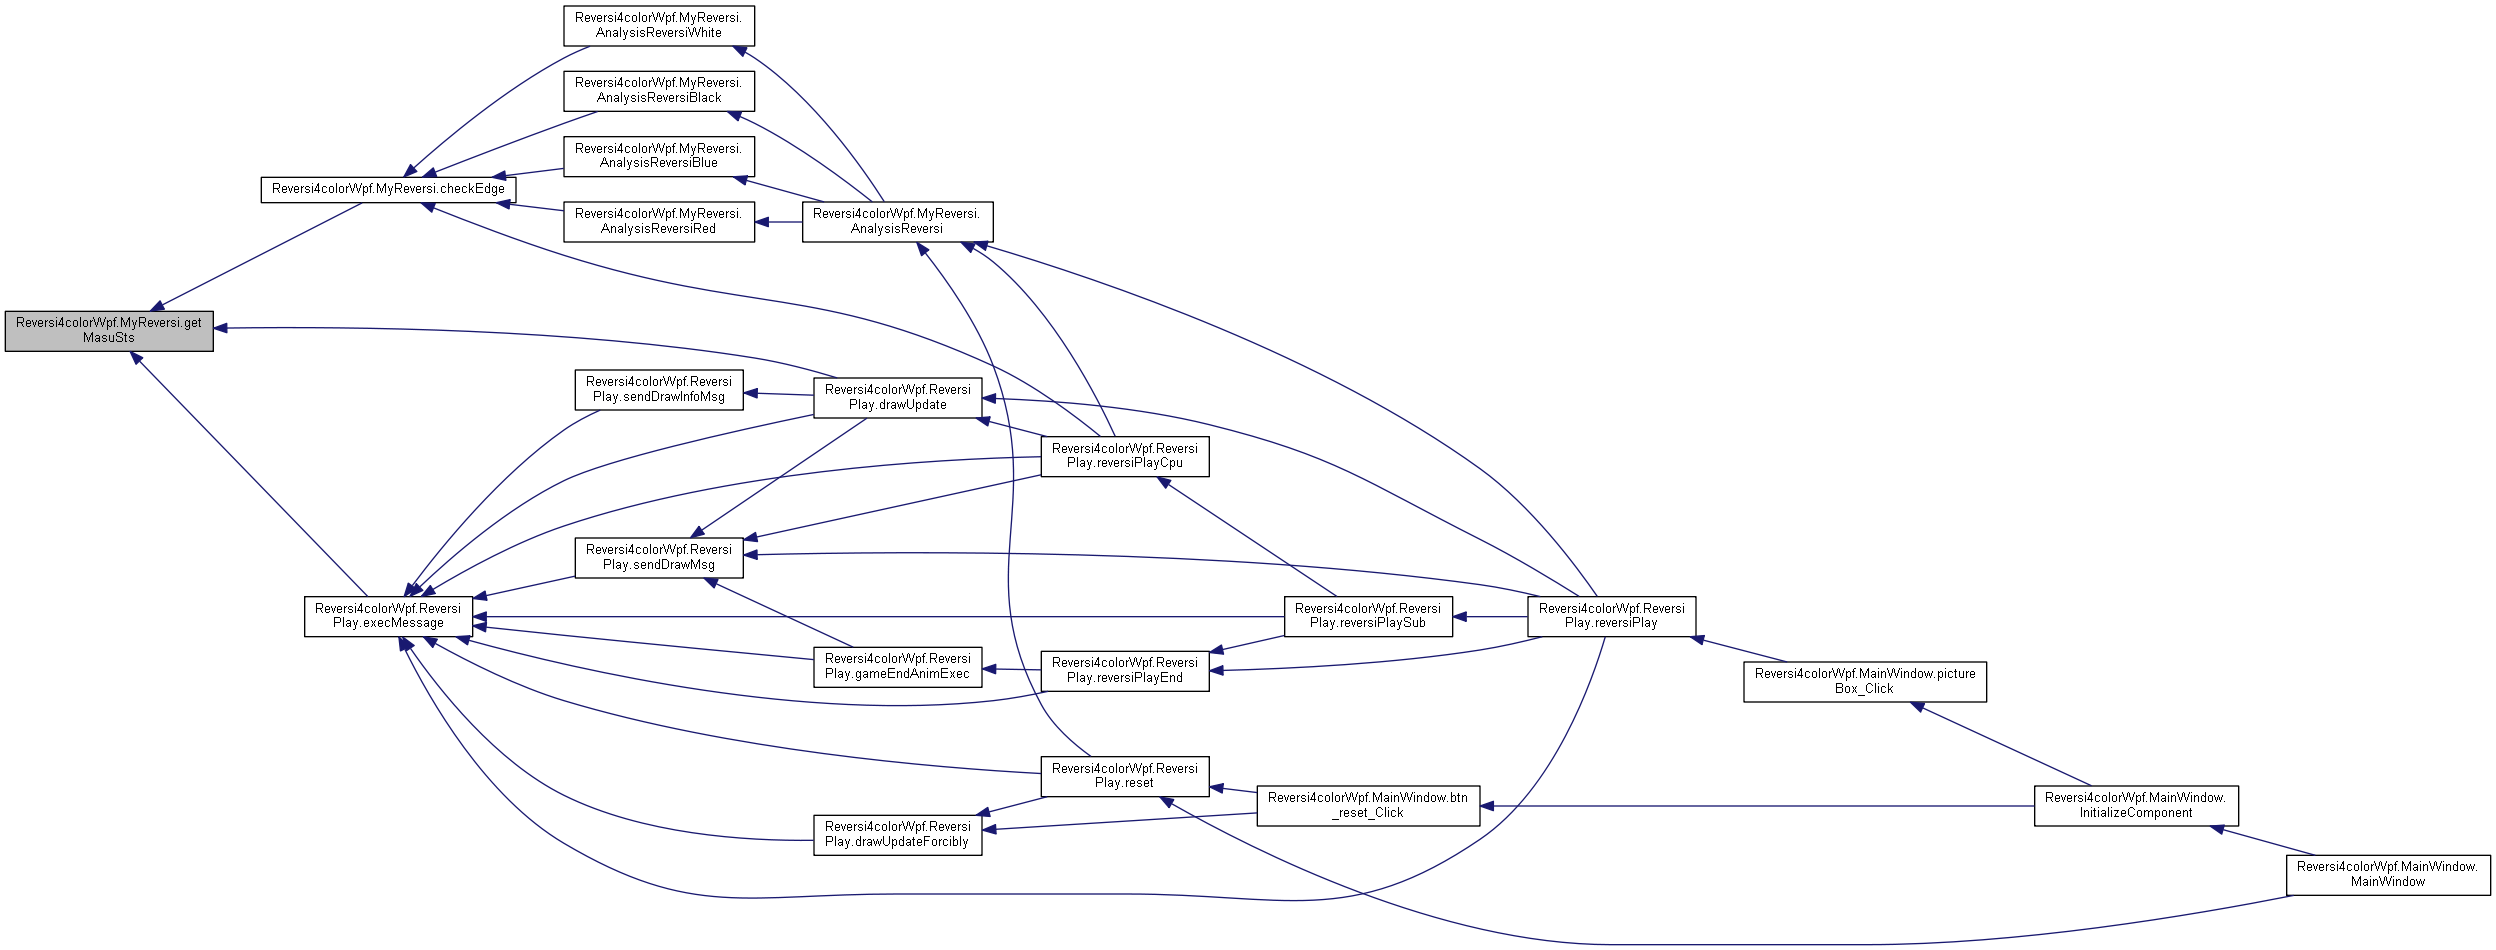 Reversi4colorWpf.MyReversi.
AnalysisReversiWhite
Reversi4colorWpf.MyReversi.
AnalysisReversiBlack
Reversi4colorWpf.MyReversi.
AnalysisReversiBlue
Reversi4colorWpf.MyReversi.checkEdge
Reversi4colorWpf.MyReversi.
AnalysisReversiRed
Reversi4colorWpf.MyReversi.
AnalysisReversi
Reversi4colorWpf.MyReversi.get
MasuSts
Reversi4colorWpf.Reversi
Play.sendDrawInfoMsg
Reversi4colorWpf.Reversi
Play.drawUpdate
Reversi4colorWpf.Reversi
Play.reversiPlayCpu
Reversi4colorWpf.Reversi
Play.sendDrawMsg
Reversi4colorWpf.Reversi
Play.execMessage
Reversi4colorWpf.Reversi
Play.reversiPlaySub
Reversi4colorWpf.Reversi
Play.reversiPlay
Reversi4colorWpf.Reversi
Play.gameEndAnimExec
Reversi4colorWpf.Reversi
Play.reversiPlayEnd
Reversi4colorWpf.MainWindow.picture
Box_Click
Reversi4colorWpf.Reversi
Play.reset
Reversi4colorWpf.MainWindow.btn
_reset_Click
Reversi4colorWpf.MainWindow.
InitializeComponent
Reversi4colorWpf.Reversi
Play.drawUpdateForcibly
Reversi4colorWpf.MainWindow.
MainWindow